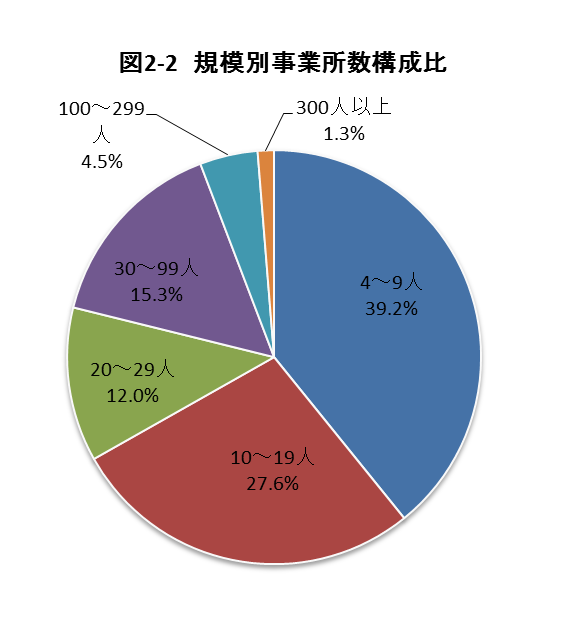 図2-2 規模別事業所数構成比
300人以上
1.3%
100～299
人
4.5%
4～9人
39.2%
30～99人
15.3%
20～29人
12.0%
10～19人
27.6%